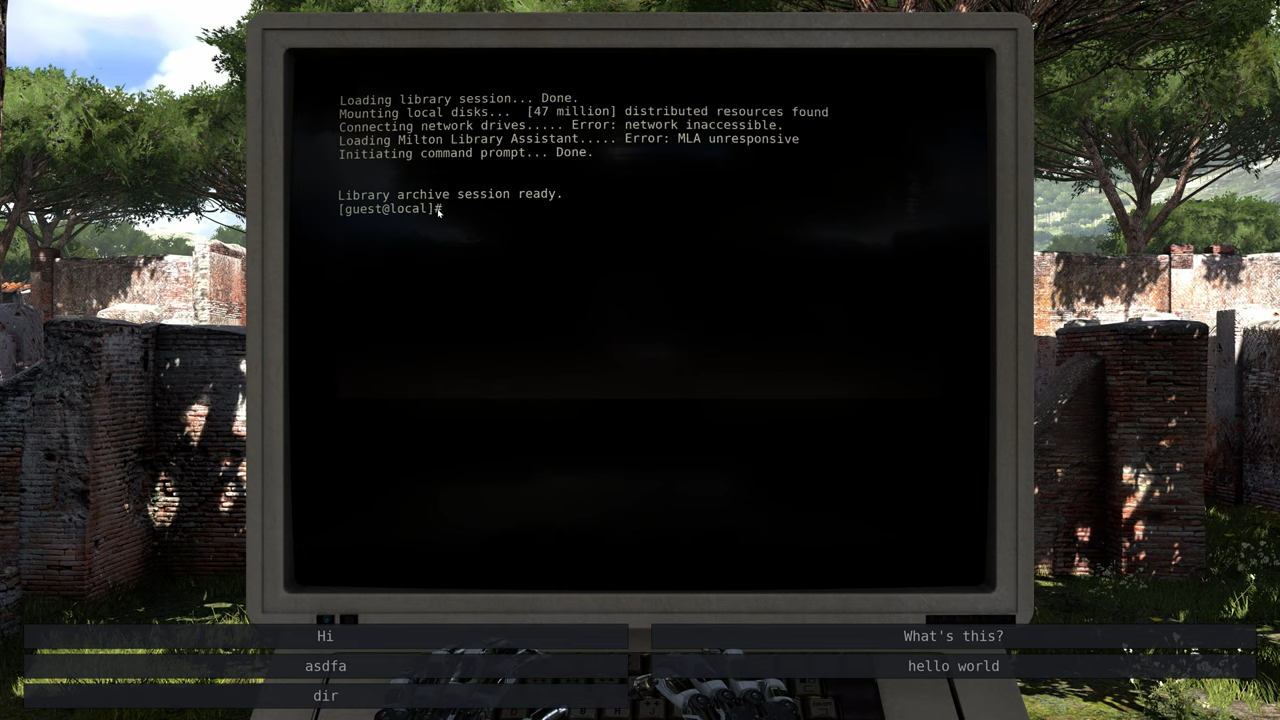 Loading library session... Done.
Mounting local disks...  [47 million] distributed resources found
Connecting network drives..... Error: network inaccessible.
Loading Milton Library Assistant..... Error: MLA unresponsive
Initiating command prompt... Done.
Library archive session ready.
[guest@local]#
Hi
What's this?
asdfa
hello world
dir